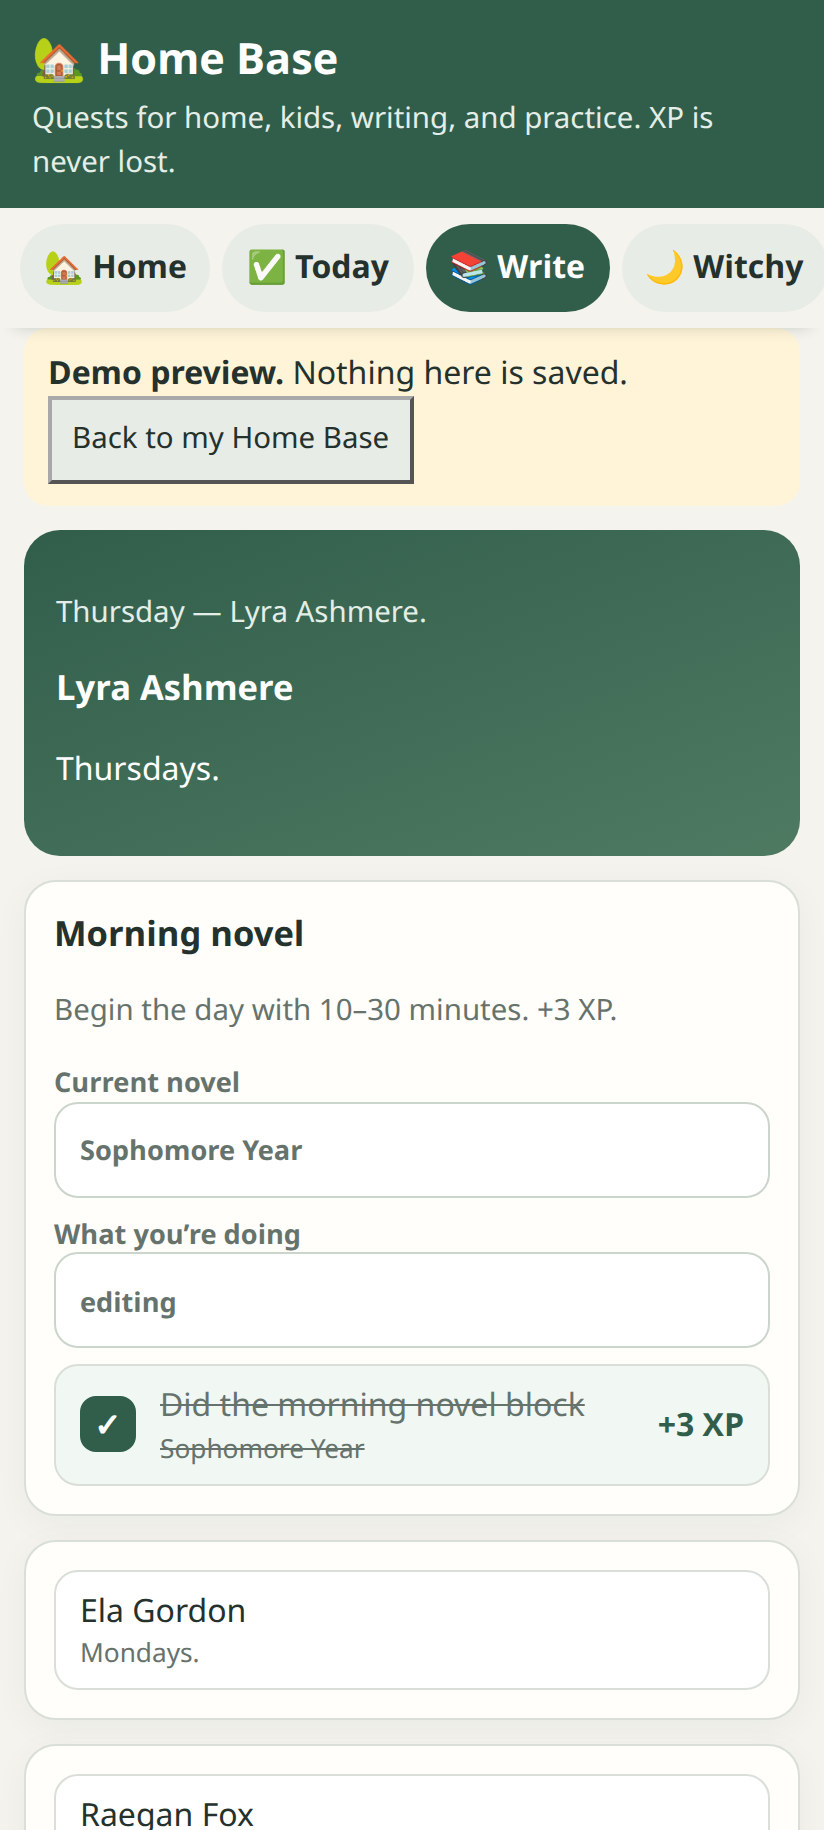 🏡 Home Base
Quests for home, kids, writing, and practice. XP is
never lost.
🏡 Home
✅ Today
📚 Write
🌙 Witchy
Demo preview. Nothing here is saved.
Back to my Home Base
Thursday — Lyra Ashmere.
Lyra Ashmere
Thursdays.
Morning novel
Begin the day with 10–30 minutes. +3 XP.
Current novel
Sophomore Year
What you’re doing
editing
✓ Did the morning novel block
Sophomore Year
+3 XP
Ela Gordon
Mondays.
Raegan Fox